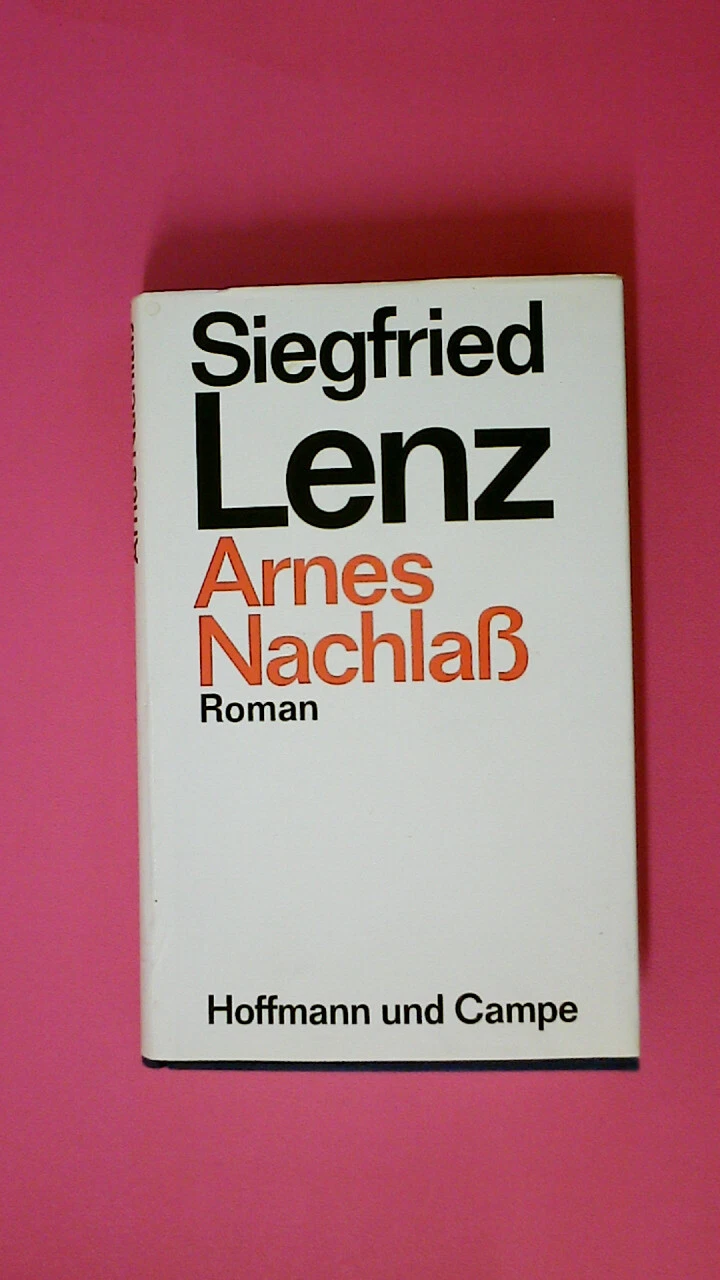 Siegfried
Lenz
Arnes
Nachlaß
Roman
Hoffmann und Campe